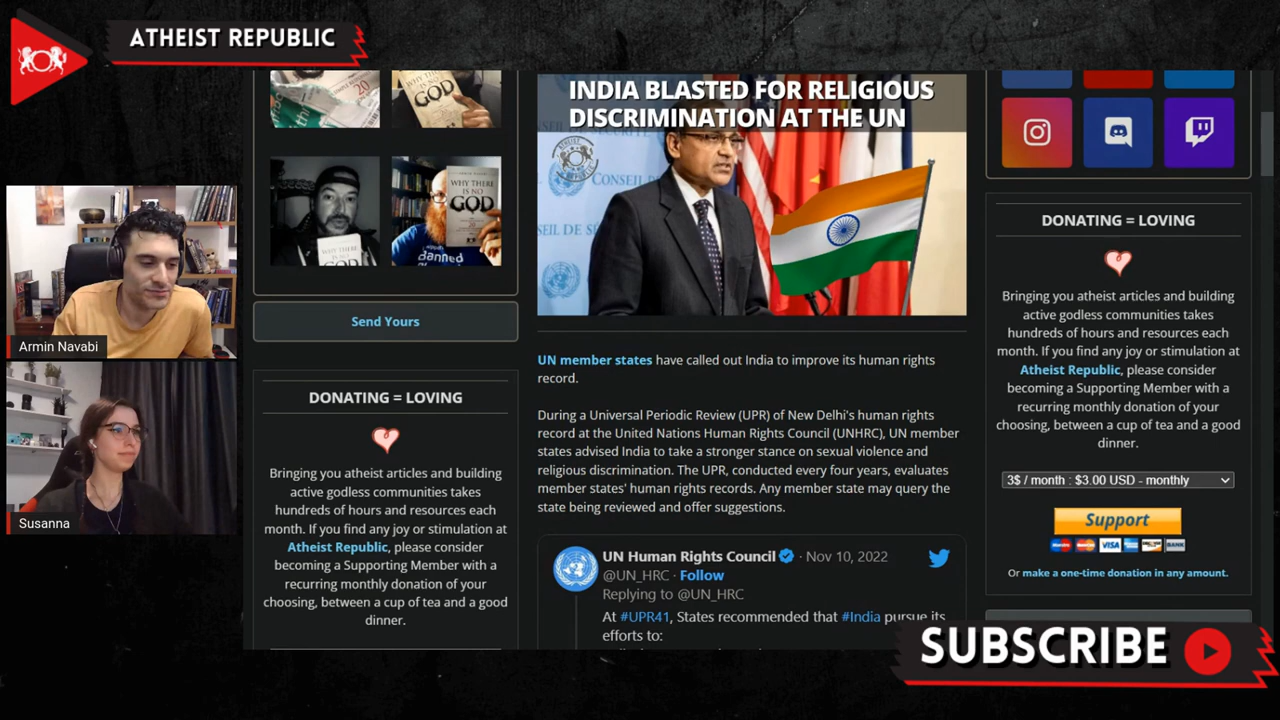 ATHEIST REPUBLIC
Armin Navabi
Susanna
WHY THERE
IS NO
GOD
Send Yours
DONATING = LOVING
Bringing you atheist articles and building
active godless communities takes
hundreds of hours and resources each
month. If you find any joy or stimulation at
Atheist Republic, please consider
becoming a Supporting Member with a
recurring monthly donation of your
choosing, between a cup of tea and a good
dinner.
INDIA BLASTED FOR RELIGIOUS
DISCRIMINATION AT THE UN
UN member states have called out India to improve its human rights
record.
During a Universal Periodic Review (UPR) of New Delhi's human rights
record at the United Nations Human Rights Council (UNHRC), UN member
states advised India to take a stronger stance on sexual violence and
religious discrimination. The UPR, conducted every four years, evaluates
member states' human rights records. Any member state may query the
state being reviewed and offer suggestions.
UN Human Rights Council · Nov 10, 2022
@UN_HRC · Follow
Replying to @UN_HRC
At #UPR41, States recommended that #India pursue its
efforts to:
DONATING = LOVING
Bringing you atheist articles and building
active godless communities takes
hundreds of hours and resources each
month. If you find any joy or stimulation at
Atheist Republic, please consider
becoming a Supporting Member with a
recurring monthly donation of your
choosing, between a cup of tea and a good
dinner.
3$ / month : $3.00 USD - monthly
Support
VISA
BANK
Or make a one-time donation in any amount.
SUBSCRIBE